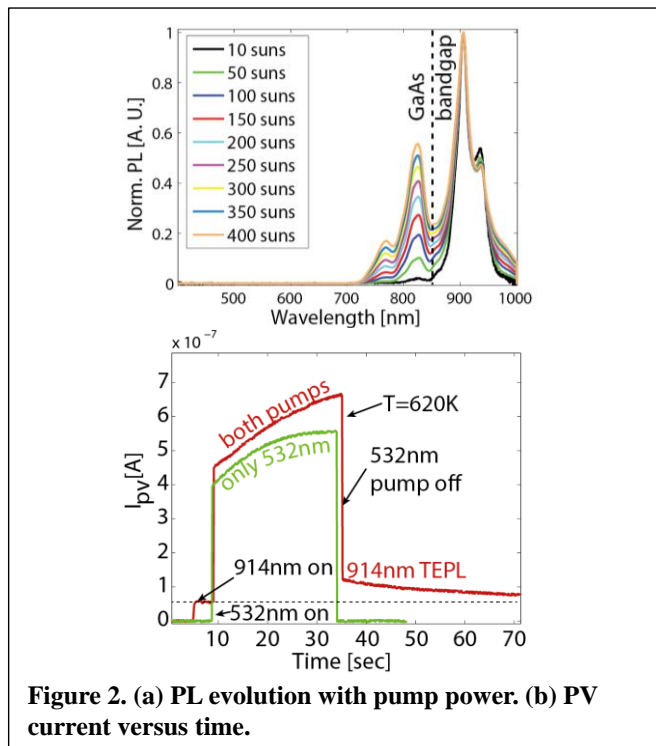 10 suns
50 suns
100 suns
150 suns
200 suns
250 suns
300 suns
350 suns
400 suns
GaAs
bandgap
Norm. PL [A. U.]
1
0.8
0.6
0.4
0.2
0
500 600 700 800 900 1000
Wavelength [nm]
x 10⁻⁷
7
6
5
4
3
2
1
0
I_PV[A]
both pumps
only 532nm
T=620K
532nm
pump off
914nm on
914nm TEPL
532nm on
0 10 20 30 40 50 60 70
Time [sec]
Figure 2. (a) PL evolution with pump power. (b) PV
current versus time.